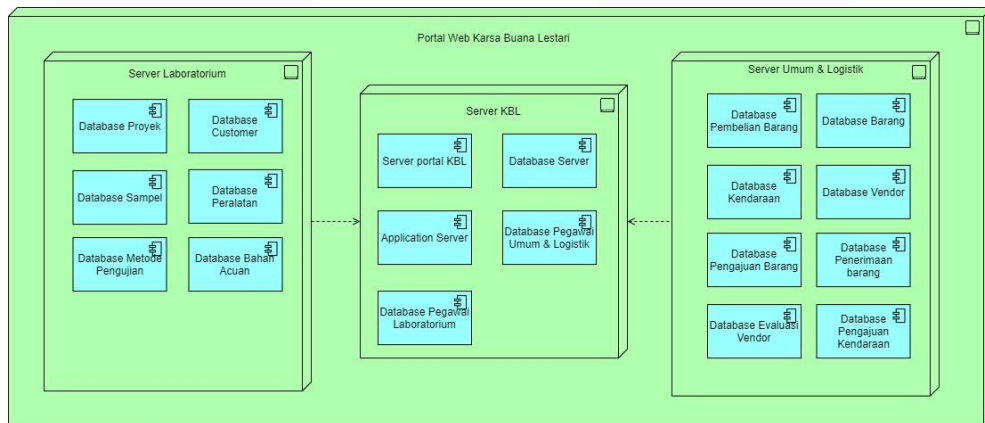 Portal Web Karsa Buana Lestari
Server Laboratorium
Database Proyek
Database
Customer
Database Sampel
Database
Peralatan
Database Metode
Pengujian
Database Bahan
Acuan
Server KBL
Server portal KBL
Database Server
Application Server
Database Pegawai
Umum & Logistik
Database Pegawai
Laboratorium
Server Umum & Logistik
Database
Pembelian Barang
Database Barang
Database
Kendaraan
Database Vendor
Database
Pengajuan Barang
Database
Penerimaan
barang
Database Evaluasi
Vendor
Database
Pengajuan
Kendaraan